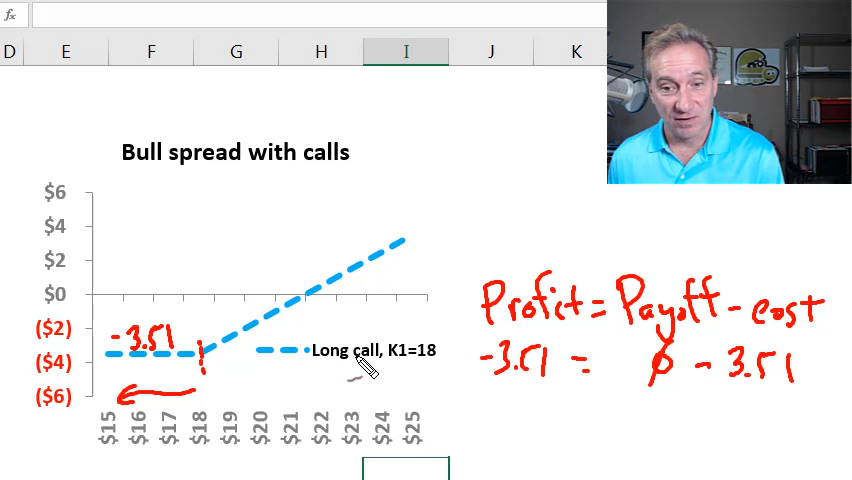 fx
D E F G H I J K
Bull spread with calls
$6
$4
$2
$0
($2)
($4)
($6)
-3.51
Long call, K1=18
$15 $16 $17 $18 $19 $20 $21 $22 $23 $24 $25
Profit = Payoff - cost
-3.51 = 0 - 3.51